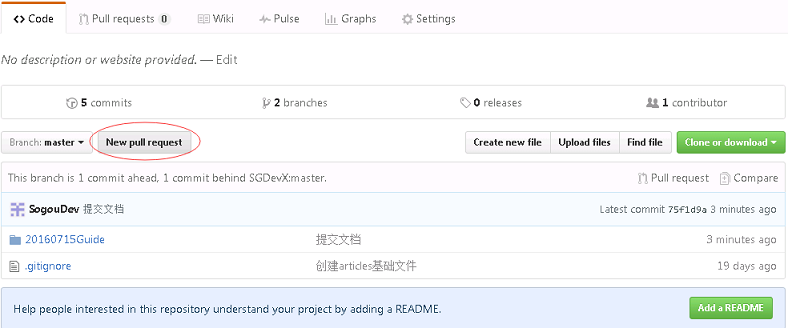 Code Pull requests 0 Wiki Pulse Graphs Settings
No description or website provided. — Edit
5 commits 2 branches 0 releases 1 contributor
Branch: master New pull request Create new file Upload files Find file Clone or download
This branch is 1 commit ahead, 1 commit behind SGDevX:master. Pull request Compare
SogouDev 提交文档 Latest commit 75f1d9a 3 minutes ago
20160715Guide 提交文档 3 minutes ago
.gitignore 创建articles基础文件 19 days ago
Help people interested in this repository understand your project by adding a README. Add a README